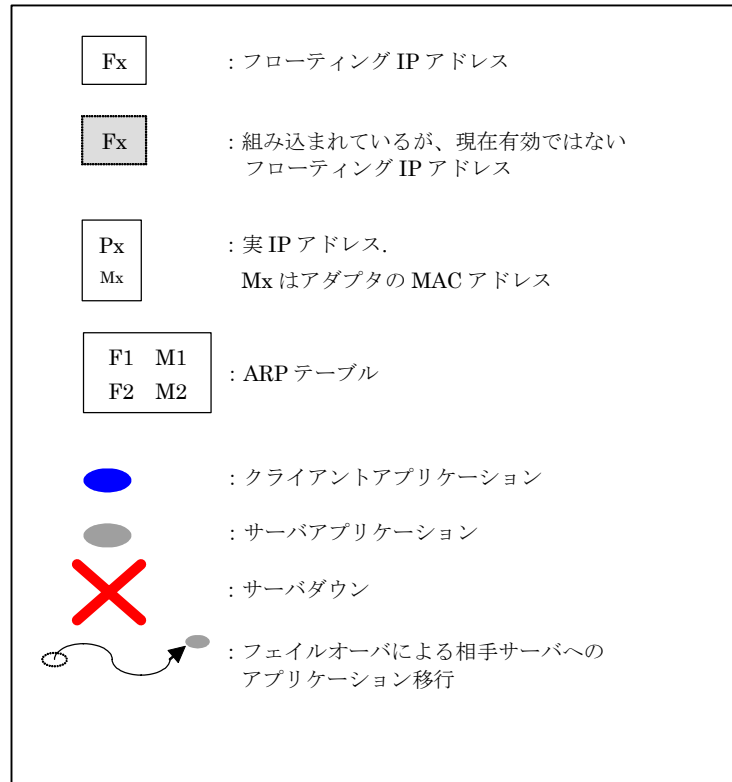 Fx ：フローティング IP アドレス
Fx ：組み込まれているが、現在有効ではない
フローティング IP アドレス
Px ：実 IP アドレス.
Mx Mx はアダプタの MAC アドレス
F1 M1
：ARP テーブル
F2 M2
：クライアントアプリケーション
：サーバアプリケーション
：サーバダウン
：フェイルオーバによる相手サーバへの
アプリケーション移行